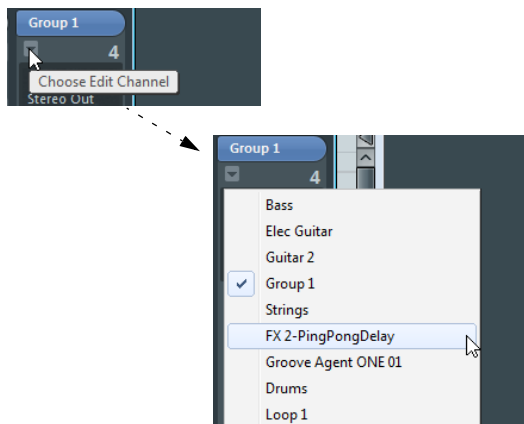 Group 1
4
Choose Edit Channel
Stereo Out
Group 1
4
Bass
Elec Guitar
Guitar 2
Group 1
Strings
FX 2-PingPongDelay
Groove Agent ONE 01
Drums
Loop 1